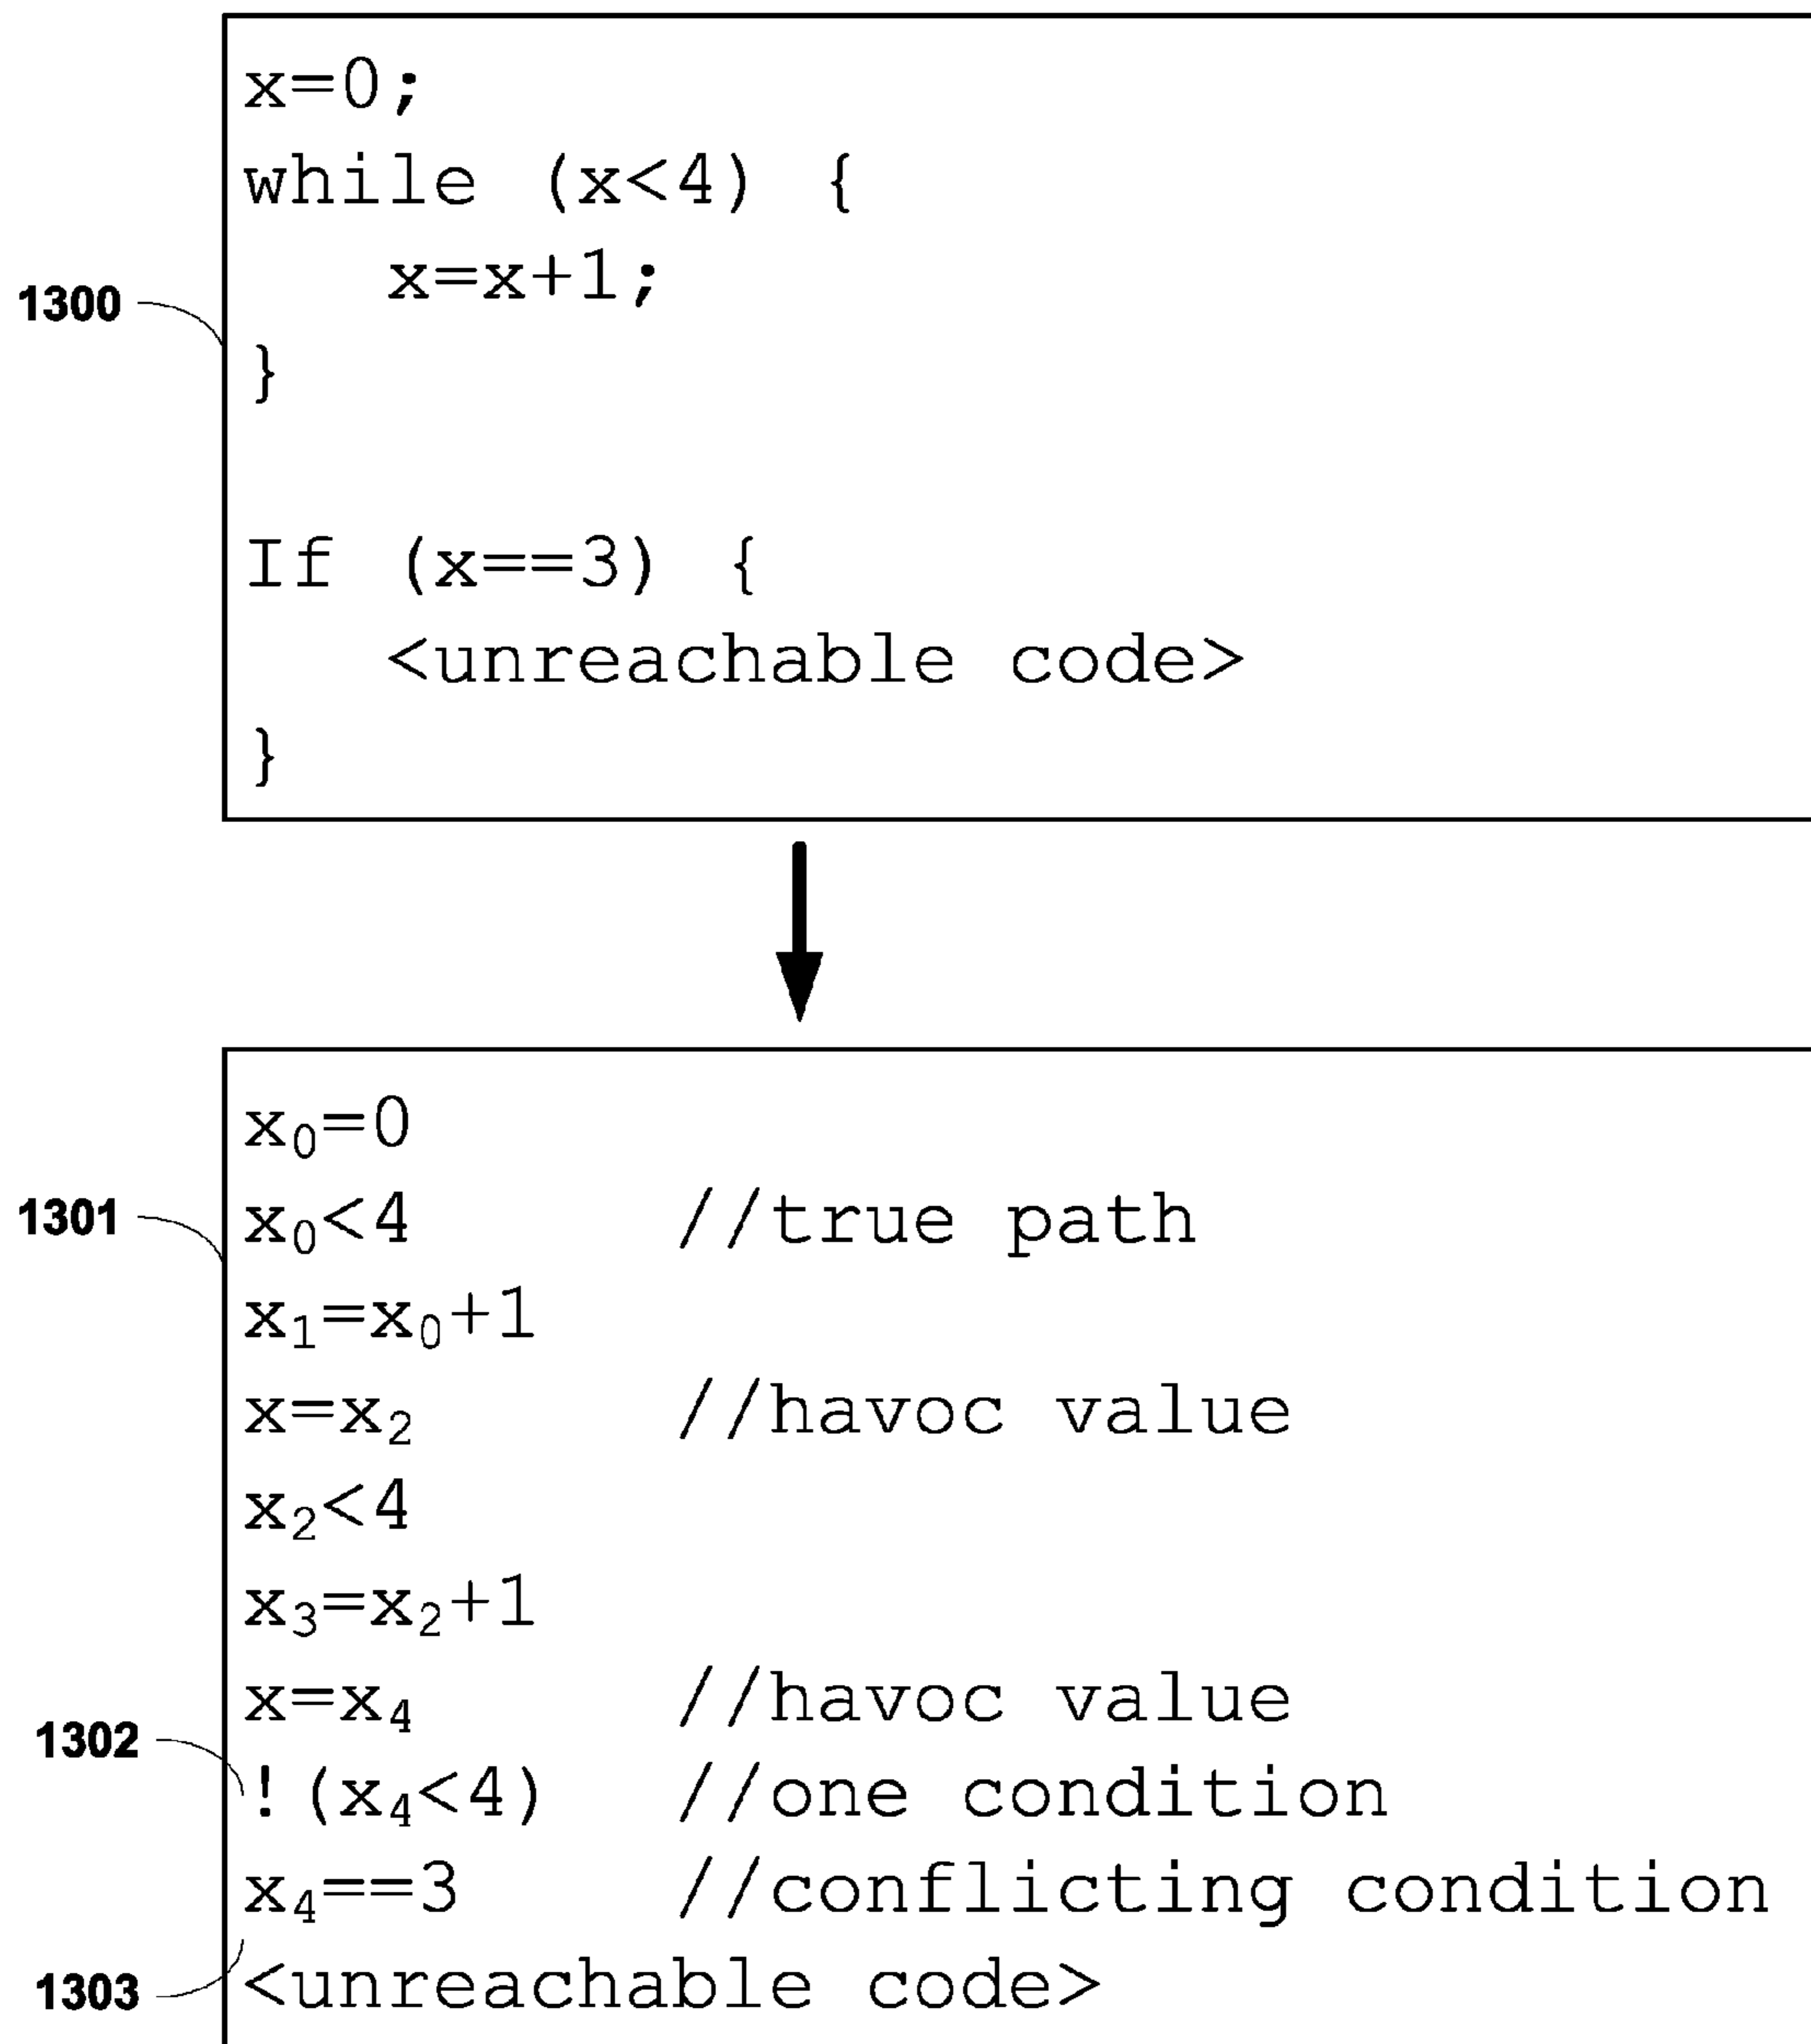 x=0;
while (x<4) {
x=x+1;
1300
}
If (x==3) {
<unreachable code>
}
x₀=0
1301
x₀<4 //true path
x₁=x₀+1
x=x₂ //havoc value
x₂<4
x₃=x₂+1
x=x₄ //havoc value
1302
!(x₄<4) //one condition
x₄==3 //conflicting condition
1303
<unreachable code>